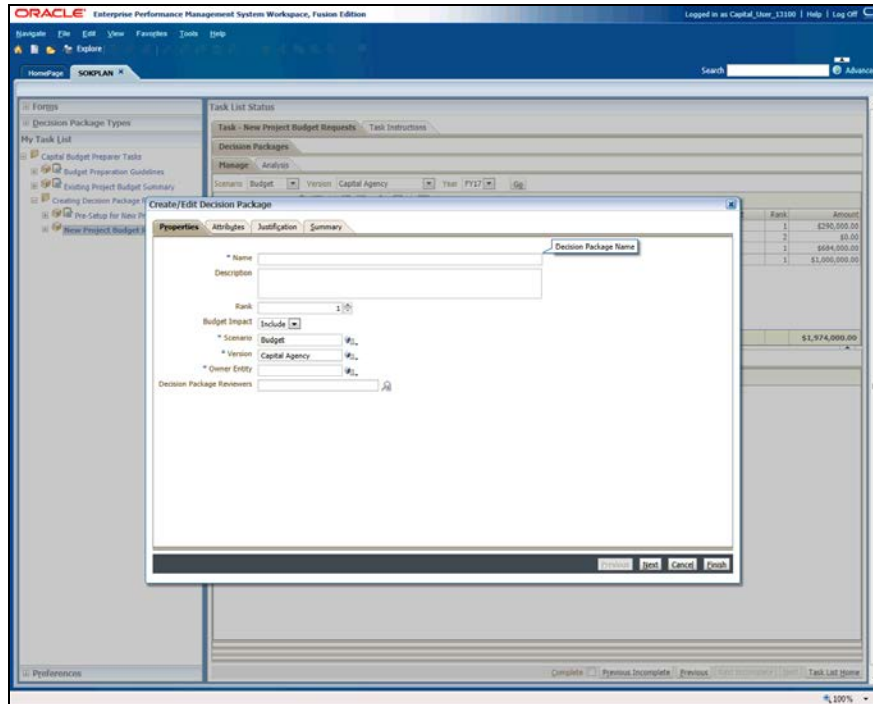 ORACLE Enterprise Performance Management System Workspace, Fusion Edition
Logged in as Capital_User_13100 | Help | Log Off
Navigate File Edit View Favorites Tools Help
Explore
HomePage SOKPLAN Search Advance
Forms
Decision Package Types
My Task List
Capital Budget Preparer Tasks
Budget Preparation Guidelines
Existing Project Budget Summary
Creating Decision Package
Pre-Setup for New
New Project Budget
Task List Status
Task - New Project Budget Requests Task Instructions
Decision Packages
Manage Analysis
Scenario Budget Version Capital Agency Year FY17 Go
Rank Amount
1 $290,000.00
2 $0.00
1 $684,000.00
1 $1,000,000.00
$1,974,000.00
Create/Edit Decision Package
Properties Attributes Justification Summary
Decision Package Name
* Name
Description
Rank 1
Budget Impact Include
* Scenario Budget
* Version Capital Agency
* Owner Entity
Decision Package Reviewers
Previous Next Cancel Finish
Preferences
Complete Previous Incomplete Previous Next Incomplete Next Task List Home
100%